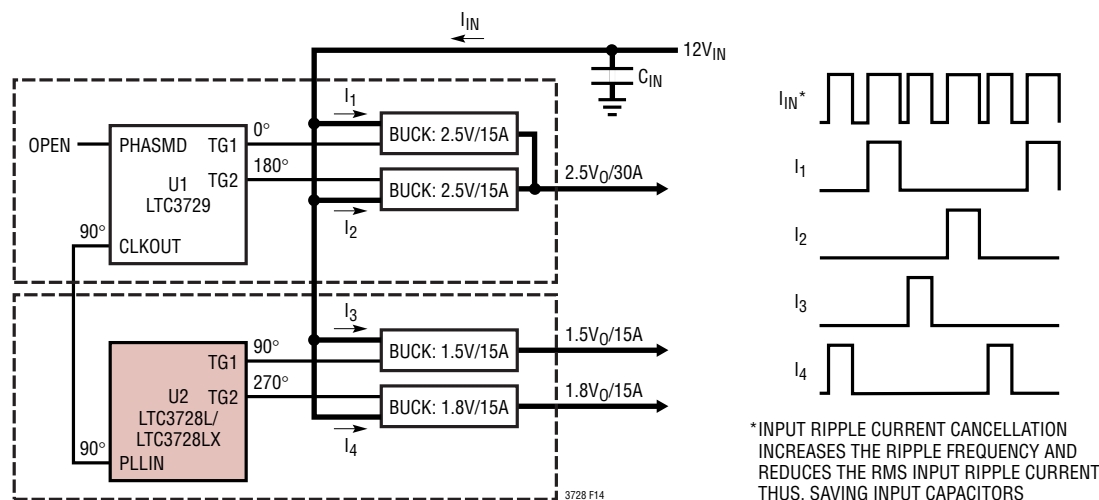 I_IN
12V_IN
C_IN
I_1
BUCK: 2.5V/15A
OPEN
PHASMD
TG1
0°
U1
LTC3729
TG2
180°
BUCK: 2.5V/15A
2.5V_O/30A
I_2
90°
CLKOUT
I_3
BUCK: 1.5V/15A
1.5V_O/15A
TG1
90°
U2
LTC3728L/
LTC3728LX
TG2
270°
BUCK: 1.8V/15A
1.8V_O/15A
I_4
90°
PLLIN
3728 F14
I_IN*
I_1
I_2
I_3
I_4
*INPUT RIPPLE CURRENT CANCELLATION
INCREASES THE RIPPLE FREQUENCY AND
REDUCES THE RMS INPUT RIPPLE CURRENT
THUS, SAVING INPUT CAPACITORS